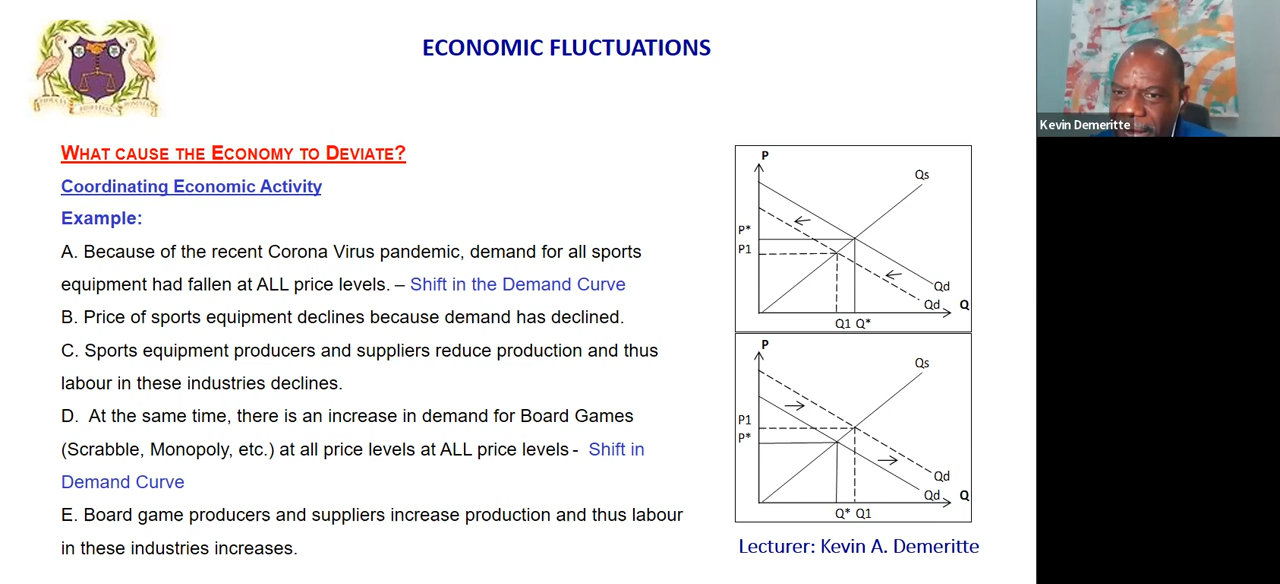 ECONOMIC FLUCTUATIONS
Kevin Demeritte
WHAT CAUSE THE ECONOMY TO DEVIATE?
Coordinating Economic Activity
Example:
A. Because of the recent Corona Virus pandemic, demand for all sports
equipment had fallen at ALL price levels. – Shift in the Demand Curve
B. Price of sports equipment declines because demand has declined.
C. Sports equipment producers and suppliers reduce production and thus
labour in these industries declines.
D. At the same time, there is an increase in demand for Board Games
(Scrabble, Monopoly, etc.) at all price levels at ALL price levels - Shift in
Demand Curve
E. Board game producers and suppliers increase production and thus labour
in these industries increases.
P
Qs
P*
P1
Qd
Qd Q
Q1 Q*
P
Qs
P1
P*
Qd
Qd Q
Q* Q1
Lecturer: Kevin A. Demeritte